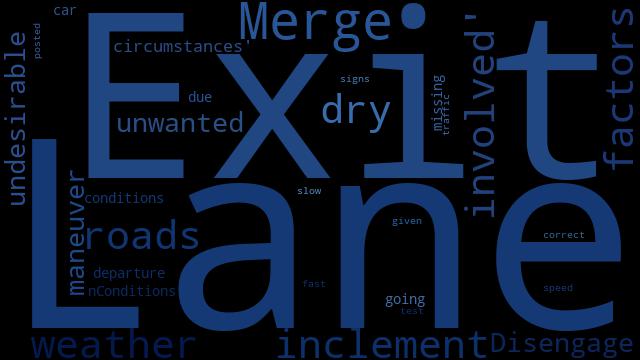 car
Merge
Exit
circumstances'
posted
undesirable
due
unwanted
signs
dry
missing
traffic
involved'
factors
Lane
maneuver
conditions
roads
departure
nConditions
slow
given
fast
going
test
correct
speed
weather
inclement
Disengage